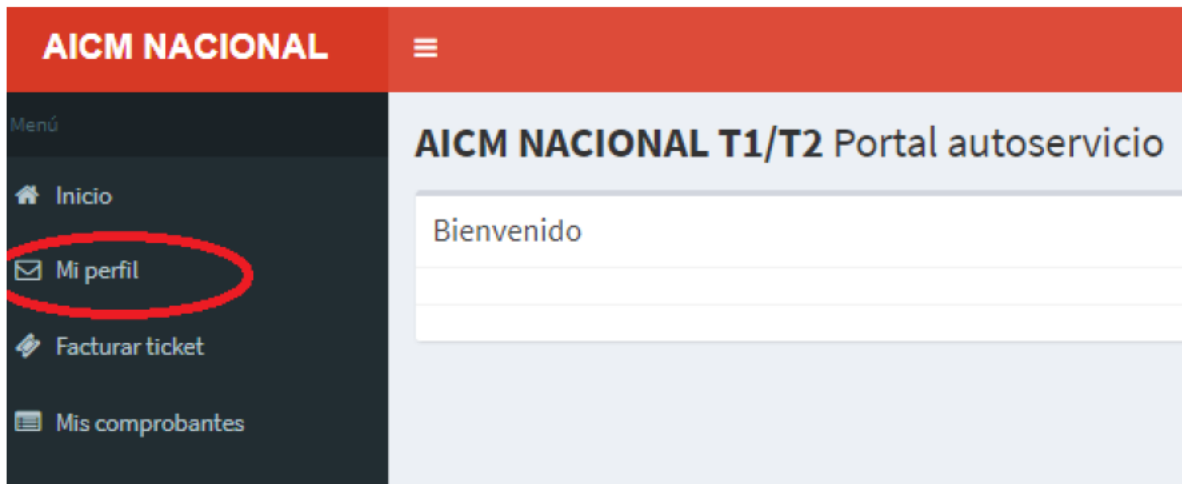 AICM NACIONAL
Menú
Inicio
Mi perfil
Facturar ticket
Mis comprobantes
AICM NACIONAL T1/T2 Portal autoservicio
Bienvenido